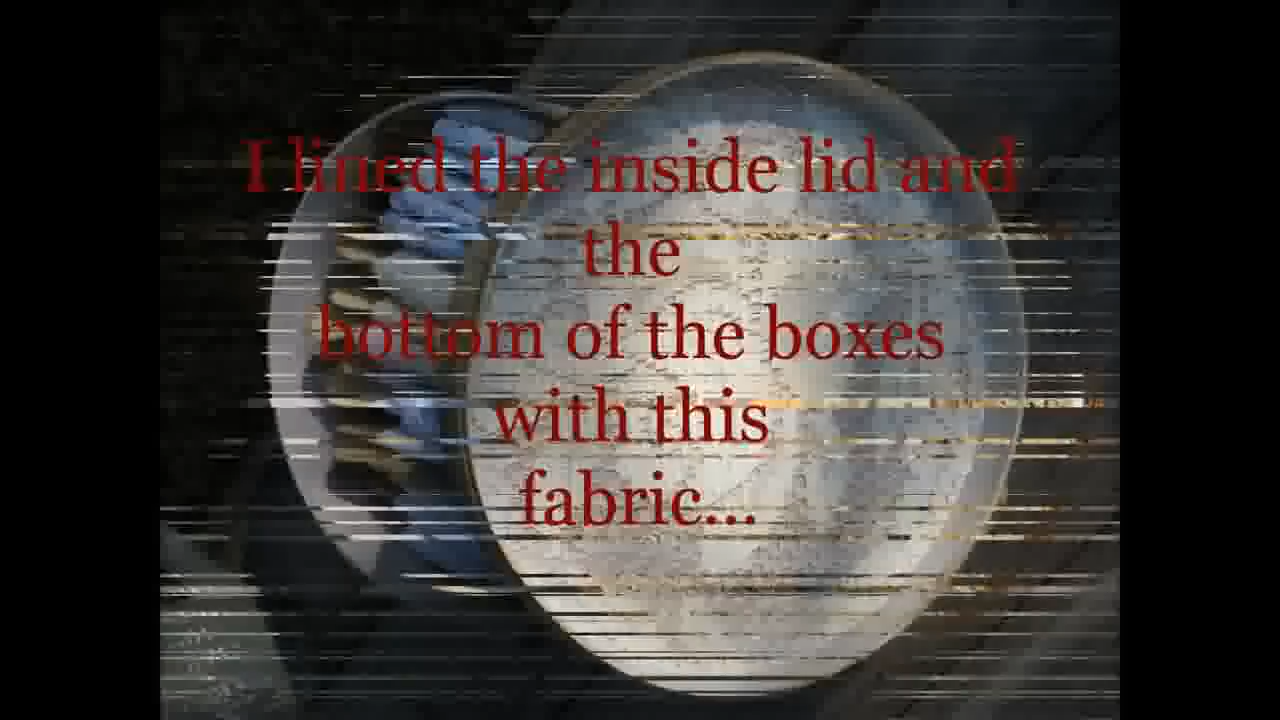 I lined the inside lid and
the
bottom of the boxes
with this
fabric...